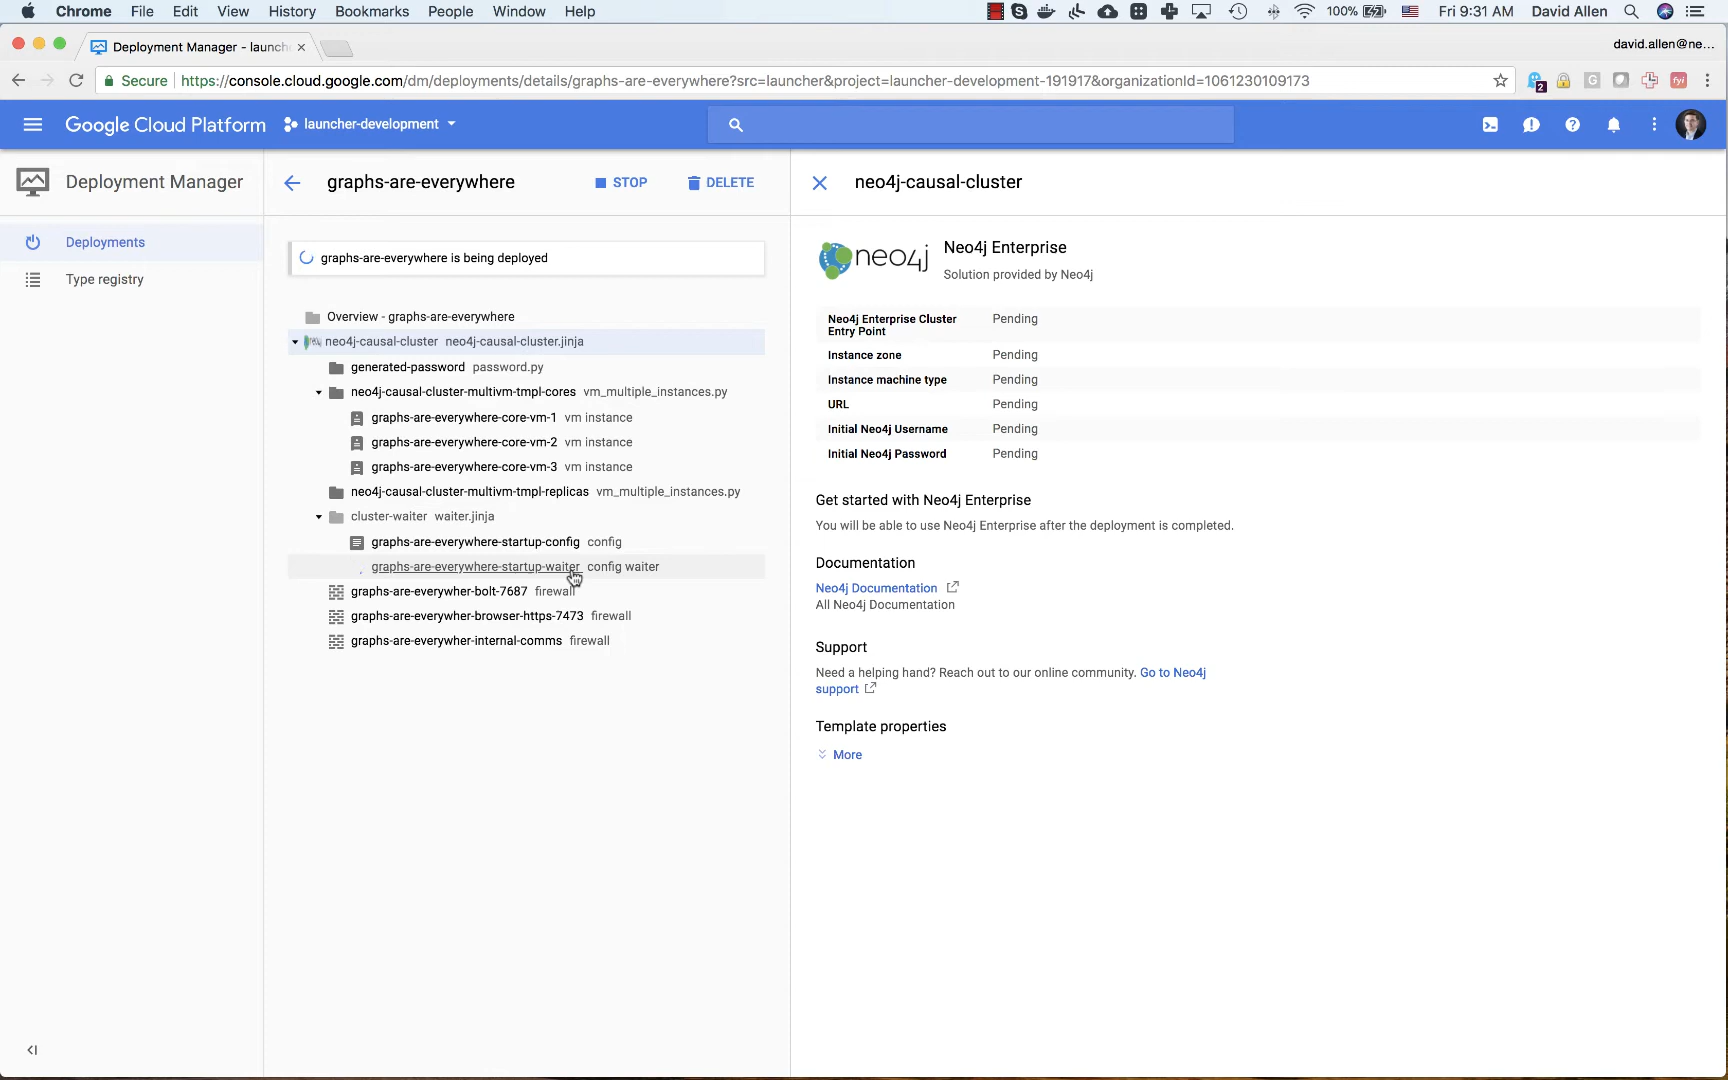 Chrome File Edit View History Bookmarks People Window Help 100% Fri 9:31 AM David Allen
Deployment Manager - launch
david.allen@ne...
Secure https://console.cloud.google.com/dm/deployments/details/graphs-are-everywhere?src=launcher&project=launcher-development-191917&organizationId=1061230109173
2 G fyi
Google Cloud Platform launcher-development
Deployment Manager
Deployments
Type registry
graphs-are-everywhere STOP DELETE
graphs-are-everywhere is being deployed
Overview - graphs-are-everywhere
neo4j-causal-cluster neo4j-causal-cluster.jinja
generated-password password.py
neo4j-causal-cluster-multivm-tmpl-cores vm_multiple_instances.py
graphs-are-everywhere-core-vm-1 vm instance
graphs-are-everywhere-core-vm-2 vm instance
graphs-are-everywhere-core-vm-3 vm instance
neo4j-causal-cluster-multivm-tmpl-replicas vm_multiple_instances.py
cluster-waiter waiter.jinja
graphs-are-everywhere-startup-config config
graphs-are-everywhere-startup-waiter config waiter
graphs-are-everywher-bolt-7687 firewall
graphs-are-everywher-browser-https-7473 firewall
graphs-are-everywher-internal-comms firewall
neo4j-causal-cluster
neo4j
Neo4j Enterprise
Solution provided by Neo4j
Neo4j Enterprise Cluster Pending
Entry Point
Instance zone Pending
Instance machine type Pending
URL Pending
Initial Neo4j Username Pending
Initial Neo4j Password Pending
Get started with Neo4j Enterprise
You will be able to use Neo4j Enterprise after the deployment is completed.
Documentation
Neo4j Documentation
All Neo4j Documentation
Support
Need a helping hand? Reach out to our online community. Go to Neo4j
support
Template properties
More